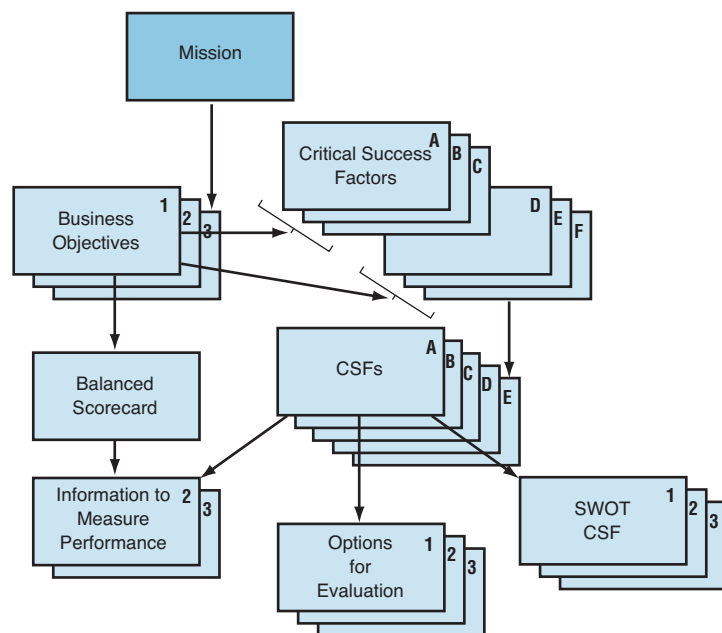 Mission
Critical Success
Factors
A
B
C
D
E
F
Business
Objectives
1
2
3
CSFs
A
B
C
D
E
Balanced
Scorecard
Information to
Measure
Performance
2
3
Options
for
Evaluation
1
2
3
SWOT
CSF
1
2
3